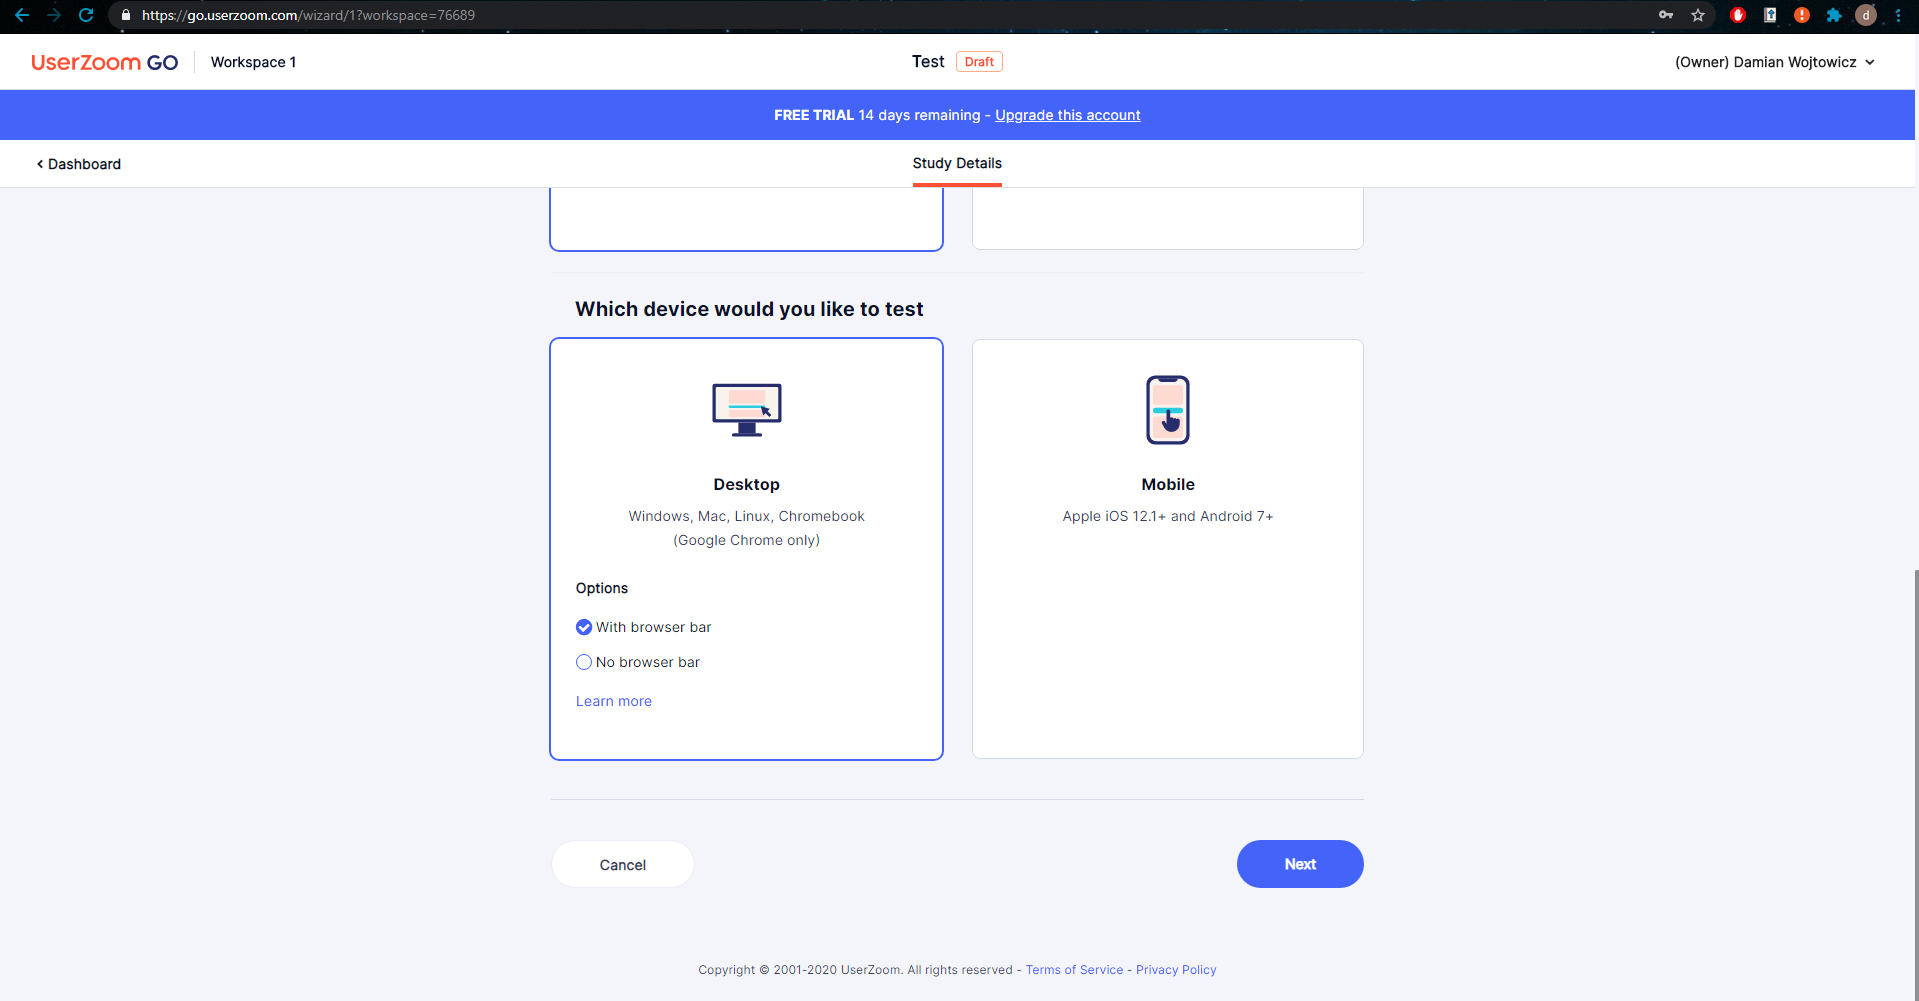 https://go.userzoom.com/wizard/1?workspace=76689
d
UserZoom GO
Workspace 1
Test
Draft
(Owner) Damian Wojtowicz
FREE TRIAL 14 days remaining - Upgrade this account
Dashboard
Study Details
Which device would you like to test
Desktop
Windows, Mac, Linux, Chromebook
(Google Chrome only)
Options
With browser bar
No browser bar
Learn more
Mobile
Apple iOS 12.1+ and Android 7+
Cancel
Next
Copyright © 2001-2020 UserZoom. All rights reserved - Terms of Service - Privacy Policy